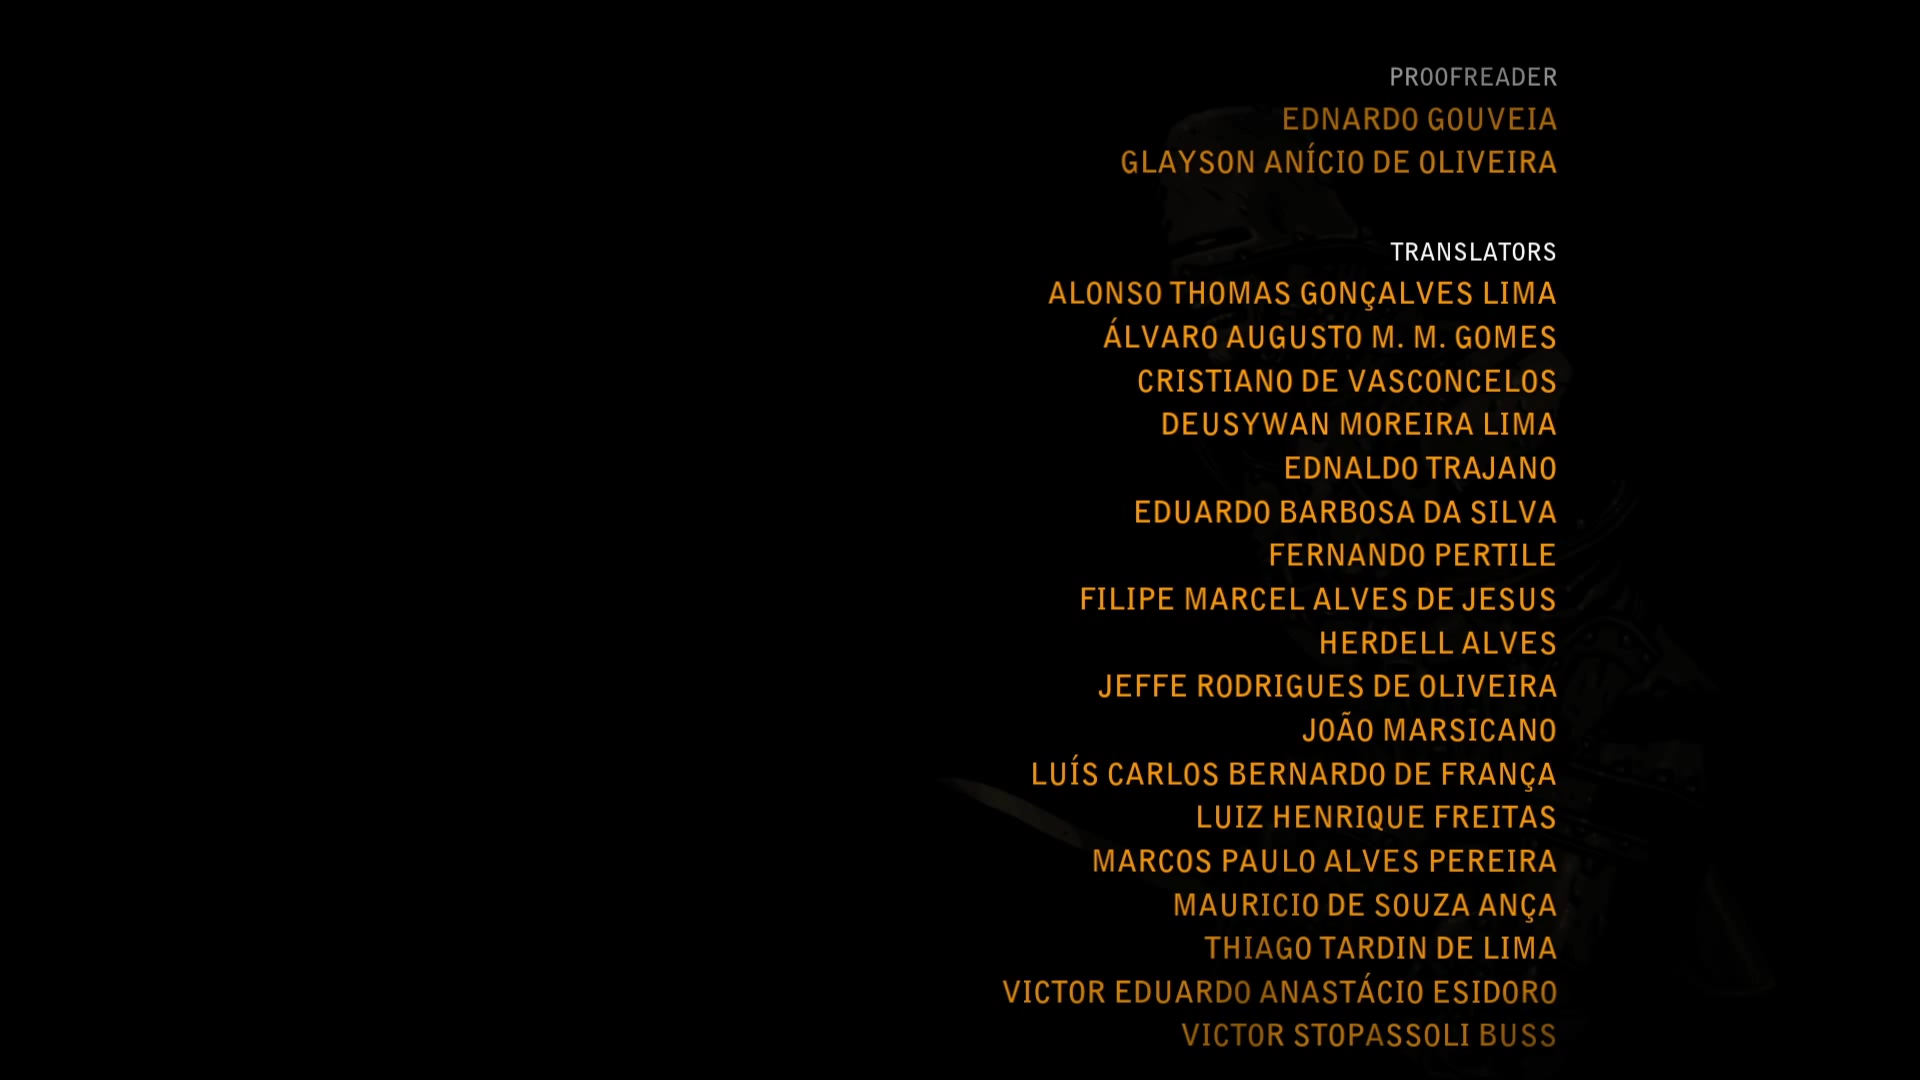 PROOFREADER
EDNARDO GOUVEIA
GLAYSON ANÍCIO DE OLIVEIRA
TRANSLATORS
ALONSO THOMAS GONÇALVES LIMA
ÁLVARO AUGUSTO M. M. GOMES
CRISTIANO DE VASCONCELOS
DEUSYWAN MOREIRA LIMA
EDNALDO TRAJANO
EDUARDO BARBOSA DA SILVA
FERNANDO PERTILE
FILIPE MARCEL ALVES DE JESUS
HERDELL ALVES
JEFFE RODRIGUES DE OLIVEIRA
JOÃO MARSICANO
LUÍS CARLOS BERNARDO DE FRANÇA
LUIZ HENRIQUE FREITAS
MARCOS PAULO ALVES PEREIRA
MAURICIO DE SOUZA ANÇA
THIAGO TARDIN DE LIMA
VICTOR EDUARDO ANASTÁCIO ESIDORO
VICTOR STOPASSOLI BUSS